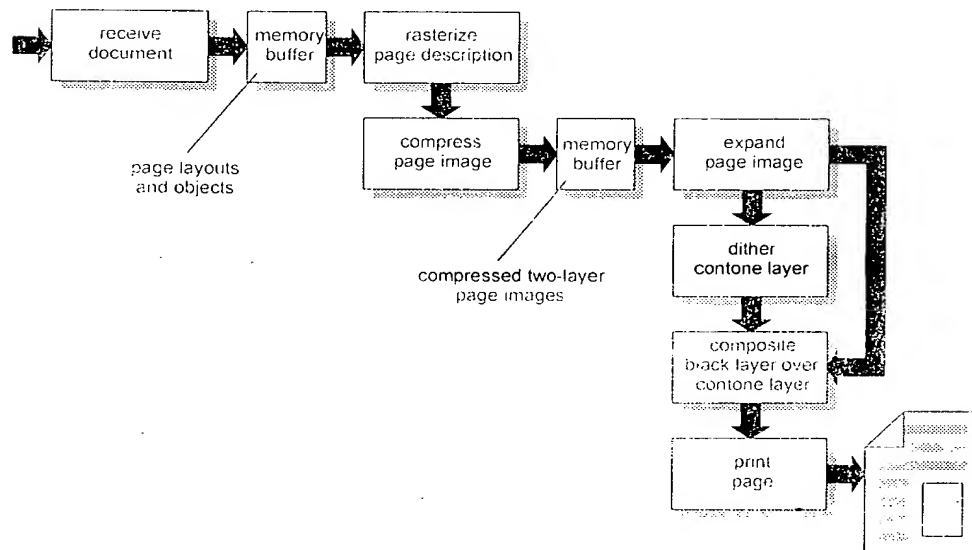 receive
document
memory
buffer
rasterize
page description
page layouts
and objects
compress
page image
memory
buffer
expand
page image
compressed two-layer
page images
dither
contone layer
composite
black layer over
contone layer
print
page